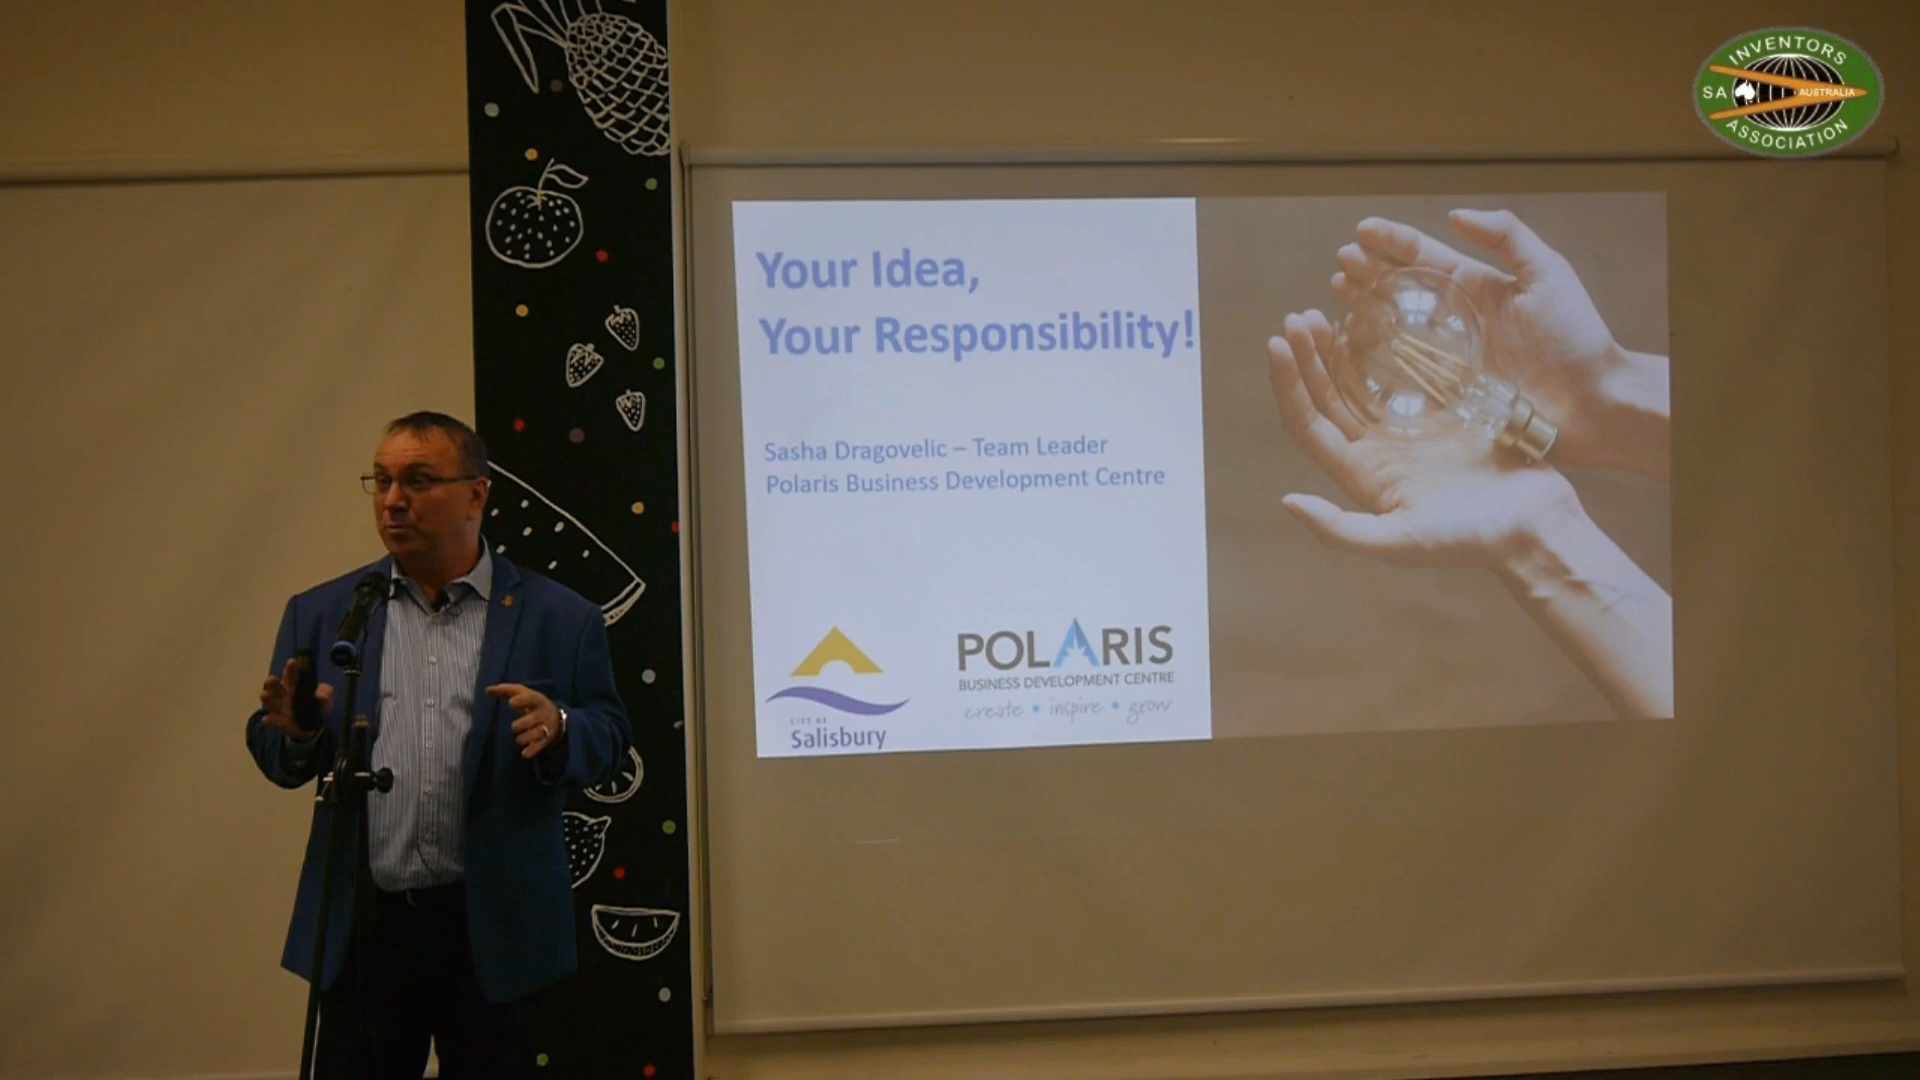 INVENTORS
SA AUSTRALIA
ASSOCIATION
Your Idea,
Your Responsibility!
Sasha Dragovelic – Team Leader
Polaris Business Development Centre
CITY OF
Salisbury
POLARIS
BUSINESS DEVELOPMENT CENTRE
create • inspire • grow